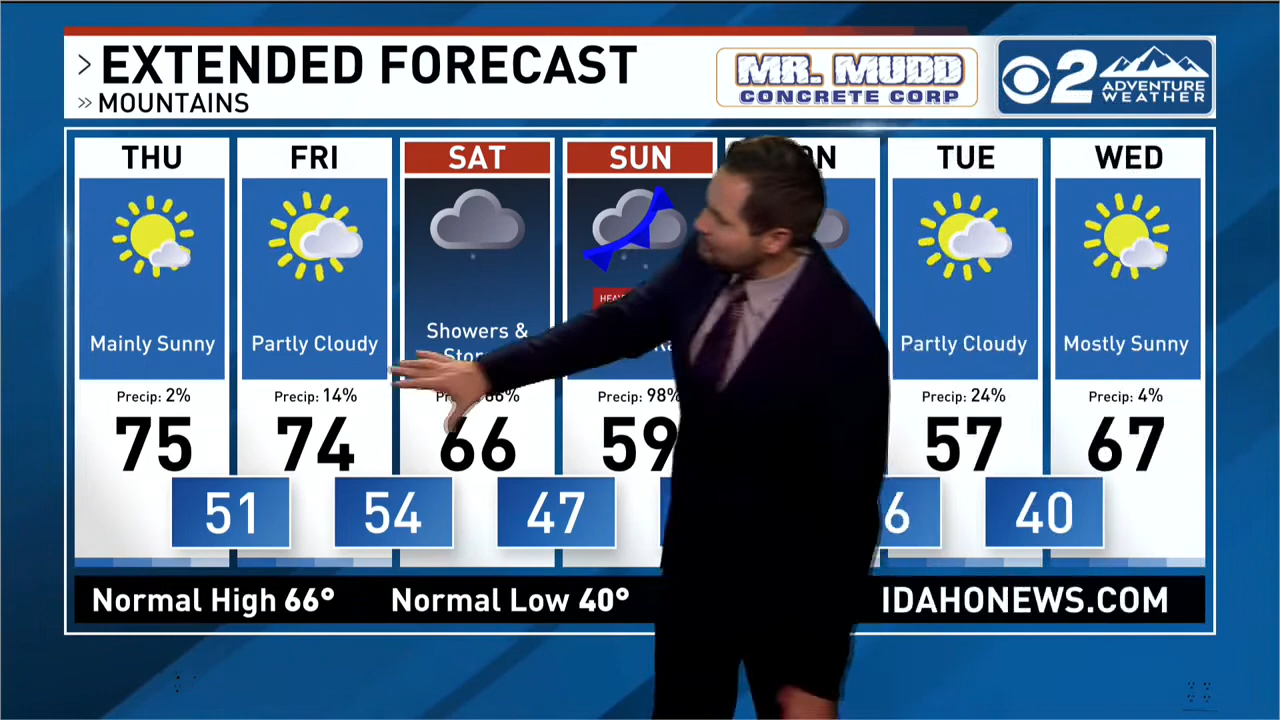 > EXTENDED FORECAST
» MOUNTAINS
MR. MUDD
CONCRETE CORP
2
ADVENTURE
WEATHER
THU
FRI
SAT
SUN
TUE
WED
Mainly Sunny
Partly Cloudy
Showers &
Partly Cloudy
Mostly Sunny
Precip: 2%
Precip: 14%
Precip: 98%
Precip: 24%
Precip: 4%
75
74
66
59
57
67
51
54
47
40
Normal High 66°
Normal Low 40°
IDAHONEWS.COM